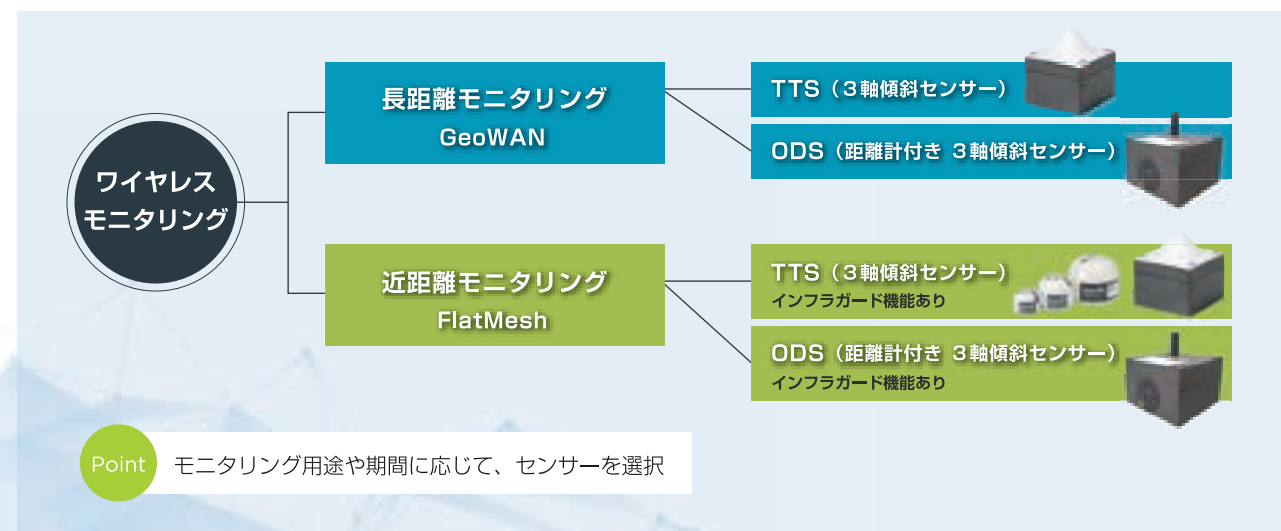 ワイヤレス
モニタリング
長距離モニタリング
GeoWAN
TTS（３軸傾斜センサー）
ODS（距離計付き ３軸傾斜センサー）
近距離モニタリング
FlatMesh
TTS（３軸傾斜センサー）
インフラガード機能あり
ODS（距離計付き ３軸傾斜センサー）
インフラガード機能あり
Point
モニタリング用途や期間に応じて、センサーを選択